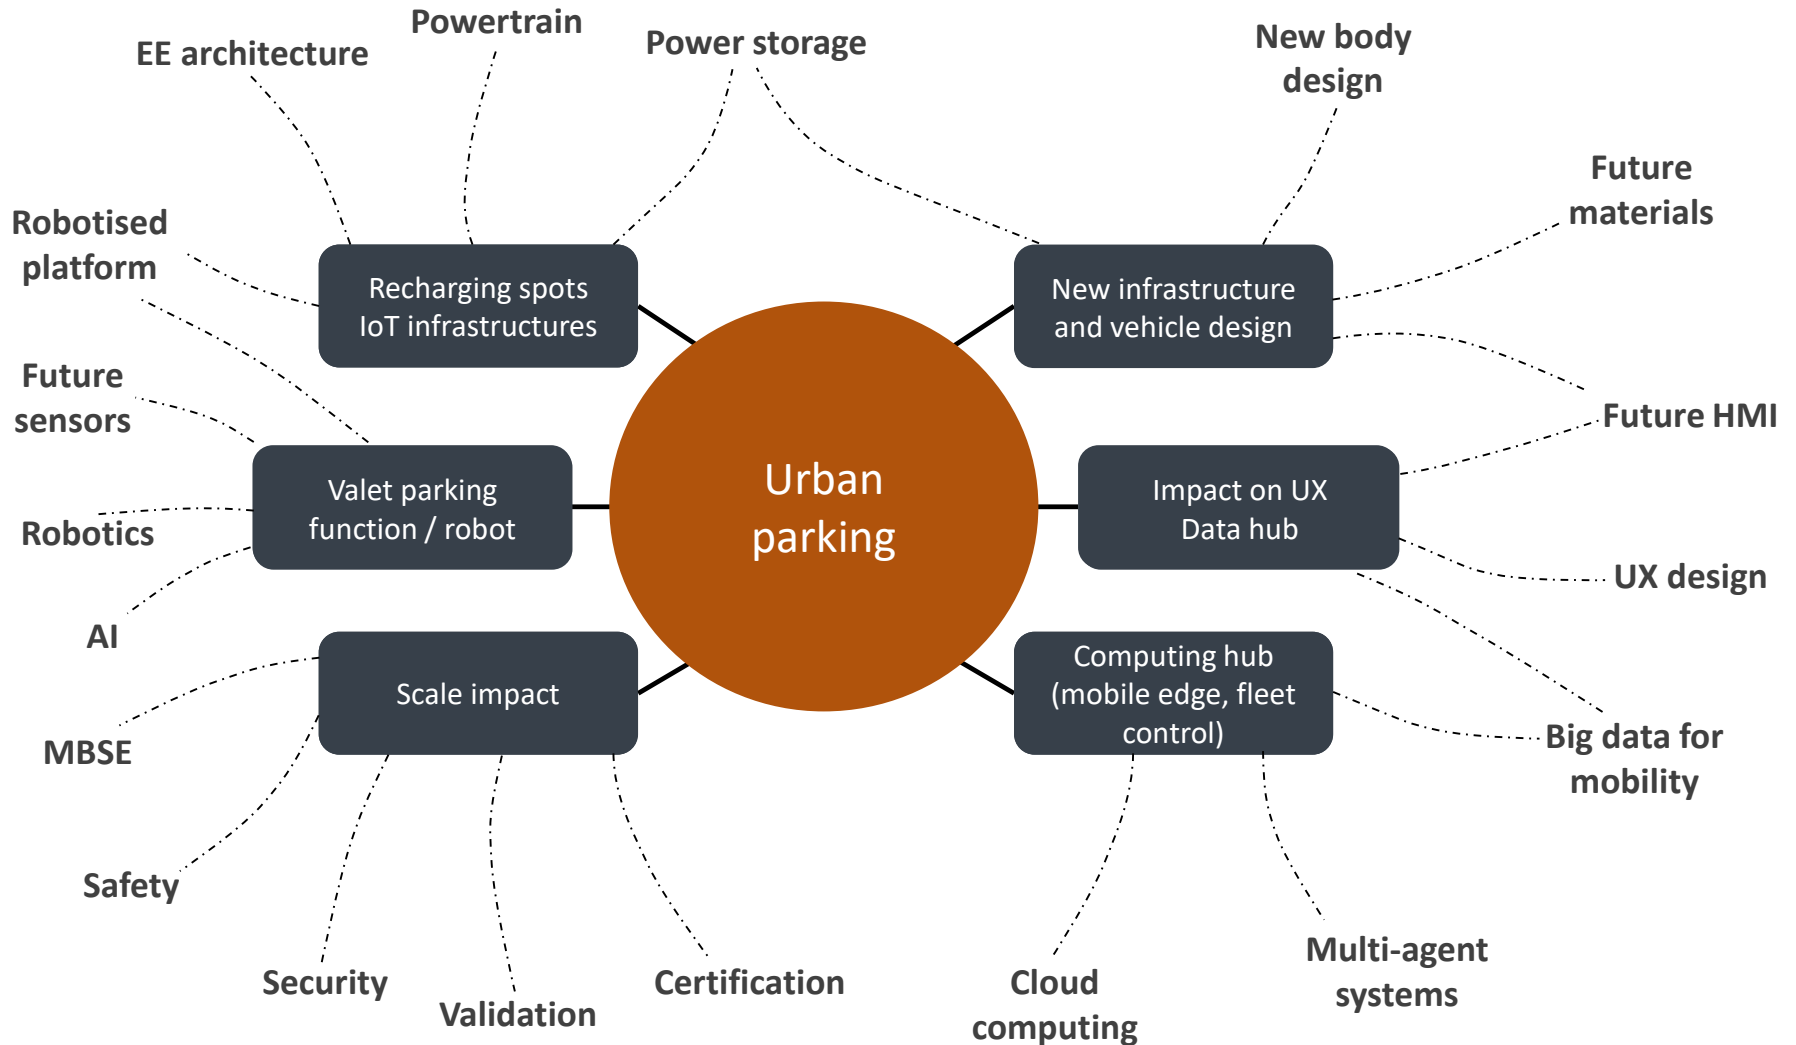 Powertrain
EE architecture
Power storage
New body
design
Future
materials
Robotised
platform
Recharging spots
IoT infrastructures
New infrastructure
and vehicle design
Future
sensors
Future HMI
Urban
parking
Valet parking
function / robot
Impact on UX
Data hub
Robotics
UX design
AI
Scale impact
Computing hub
(mobile edge, fleet
control)
MBSE
Big data for
mobility
Safety
Security
Validation
Certification
Cloud
computing
Multi-agent
systems